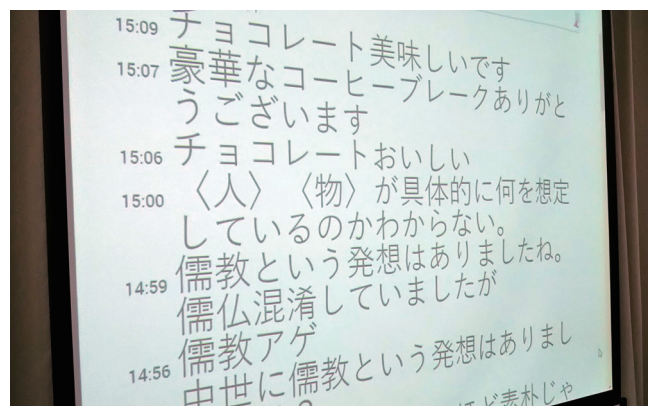 15:09 チョコレート美味しいです
15:07 豪華なコーヒーブレークありがと
うございます
15:06 チョコレートおいしい
15:00 〈人〉〈物〉が具体的に何を想定
しているのかわからない。
14:59 儒教という発想はありましたね。
儒仏混淆していましたが
儒教アゲ
14:56 中世に儒教という発想はありまし
ほど素朴じゃ